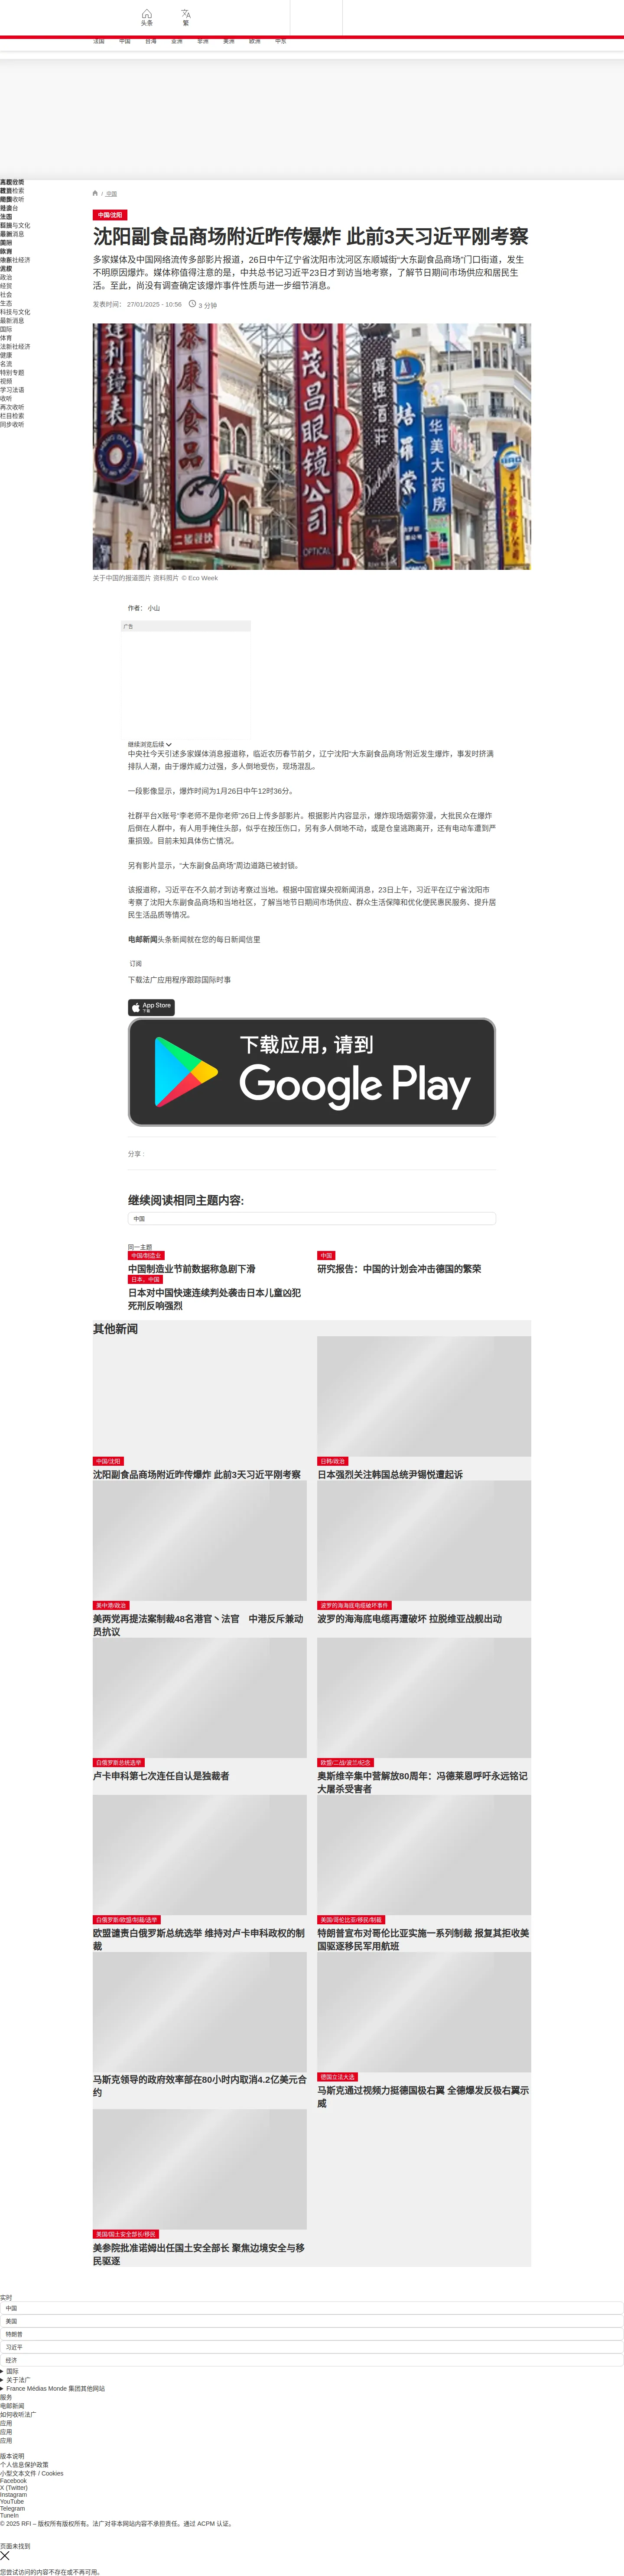 头条
繁
法国
中国
台海
亚洲
非洲
美洲
欧洲
中东
/ 中国
中国/沈阳
沈阳副食品商场附近昨传爆炸 此前3天习近平刚考察
多家媒体及中国网络流传多部影片报道，26日中午辽宁省沈阳市沈河区东顺城街“大东副食品商场”门口街道，发生
不明原因爆炸。媒体称值得注意的是，中共总书记习近平23日才到访当地考察，了解节日期间市场供应和居民生
活。至此，尚没有调查确定该爆炸事件性质与进一步细节消息。
发表时间： 27/01/2025 - 10:56
3 分钟
政治
经贸
社会
生态
科技与文化
最新消息
国际
体育
法新社经济
健康
名流
特别专题
视频
学习法语
收听
再次收听
栏目检索
同步收听
茂昌眼镜公司
OPTICAL
华美大药房
关于中国的报道图片 资料照片 © Eco Week
作者： 小山
广告
继续浏览后续
中央社今天引述多家媒体消息报道称，临近农历春节前夕，辽宁沈阳“大东副食品商场”附近发生爆炸，事发时挤满
排队人潮，由于爆炸威力过强，多人倒地受伤，现场混乱。
一段影像显示，爆炸时间为1月26日中午12时36分。
社群平台X账号“李老师不是你老师”26日上传多部影片。根据影片内容显示，爆炸现场烟雾弥漫，大批民众在爆炸
后倒在人群中，有人用手掩住头部，似乎在按压伤口，另有多人倒地不动，或是仓皇逃跑离开，还有电动车遭到严
重损毁。目前未知具体伤亡情况。
另有影片显示，“大东副食品商场”周边道路已被封锁。
该报道称，习近平在不久前才到访考察过当地。根据中国官媒央视新闻消息，23日上午，习近平在辽宁省沈阳市
考察了沈阳大东副食品商场和当地社区，了解当地节日期间市场供应、群众生活保障和优化便民惠民服务、提升居
民生活品质等情况。
电邮新闻头条新闻就在您的每日新闻信里
订阅
下载法广应用程序跟踪国际时事
App Store
下载
下载应用，请到
Google Play
分享 :
继续阅读相同主题内容:
中国
同一主题
中国/制造业
中国制造业节前数据称急剧下滑
中国
研究报告：中国的计划会冲击德国的繁荣
日本，中国
日本对中国快速连续判处袭击日本儿童凶犯
死刑反响强烈
其他新闻
中国/沈阳
沈阳副食品商场附近昨传爆炸 此前3天习近平刚考察
日韩/政治
日本强烈关注韩国总统尹锡悦遭起诉
美中港/政治
美两党再提法案制裁48名港官丶法官　中港反斥兼动
员抗议
波罗的海海底电缆破坏事件
波罗的海海底电缆再遭破坏 拉脱维亚战舰出动
白俄罗斯总统选举
卢卡申科第七次连任自认是独裁者
欧盟/二战/波兰/纪念
奥斯维辛集中营解放80周年：冯德莱恩呼吁永远铭记
大屠杀受害者
白俄罗斯/欧盟/制裁/选举
欧盟谴责白俄罗斯总统选举 维持对卢卡申科政权的制
裁
美国/哥伦比亚/移民/制裁
特朗普宣布对哥伦比亚实施一系列制裁 报复其拒收美
国驱逐移民军用航班
马斯克领导的政府效率部在80小时内取消4.2亿美元合
约
德国立法大选
马斯克通过视频力挺德国极右翼 全德爆发反极右翼示
威
美国/国土安全部长/移民
美参院批准诺姆出任国土安全部长 聚焦边境安全与移
民驱逐
实时
中国
美国
特朗普
习近平
经济
国际
关于法广
France Médias Monde 集团其他网站
服务
电邮新闻
如何收听法广
应用
应用
应用
版本说明
个人信息保护政策
小型文本文件 / Cookies
Facebook
X (Twitter)
Instagram
YouTube
Telegram
TuneIn
© 2025 RFI – 版权所有版权所有。法广对非本网站内容不承担责任。通过 ACPM 认证。
页面未找到
您尝试访问的内容不存在或不再可用。